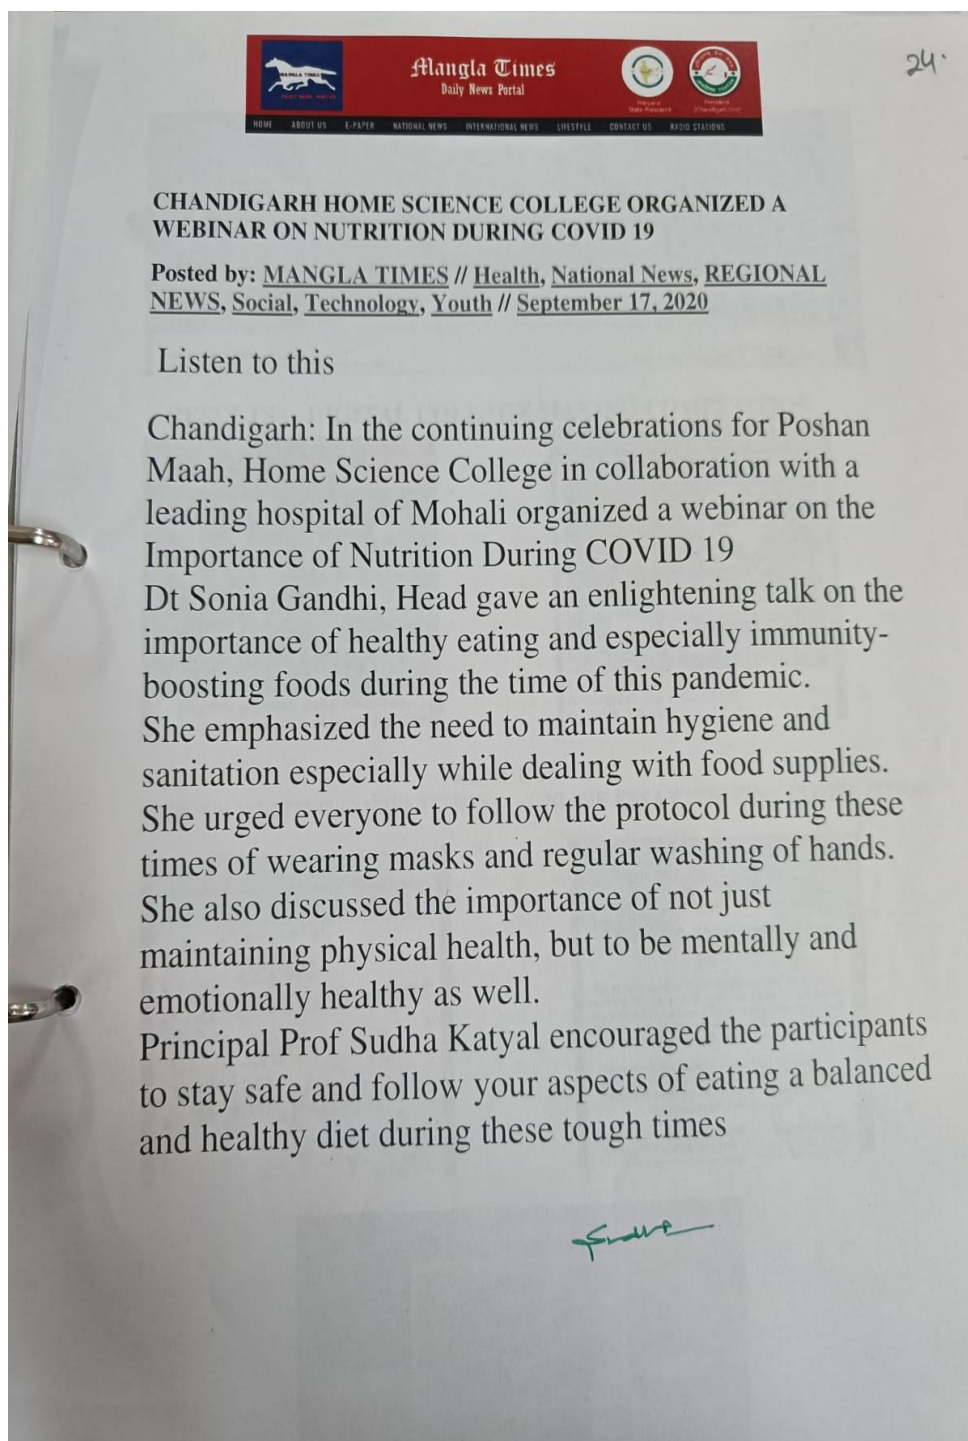 24.
MANGLA TIMES
Mangla Times
Daily News Portal
Haryana
State President
President
HOME ABOUT US E-PAPER NATIONAL NEWS INTERNATIONAL NEWS LIFESTYLE CONTACT US RADIO STATIONS
CHANDIGARH HOME SCIENCE COLLEGE ORGANIZED A
WEBINAR ON NUTRITION DURING COVID 19
Posted by: MANGLA TIMES // Health, National News, REGIONAL
NEWS, Social, Technology, Youth // September 17, 2020
Listen to this
Chandigarh: In the continuing celebrations for Poshan
Maah, Home Science College in collaboration with a
leading hospital of Mohali organized a webinar on the
Importance of Nutrition During COVID 19
Dt Sonia Gandhi, Head gave an enlightening talk on the
importance of healthy eating and especially immunity-
boosting foods during the time of this pandemic.
She emphasized the need to maintain hygiene and
sanitation especially while dealing with food supplies.
She urged everyone to follow the protocol during these
times of wearing masks and regular washing of hands.
She also discussed the importance of not just
maintaining physical health, but to be mentally and
emotionally healthy as well.
Principal Prof Sudha Katyal encouraged the participants
to stay safe and follow your aspects of eating a balanced
and healthy diet during these tough times